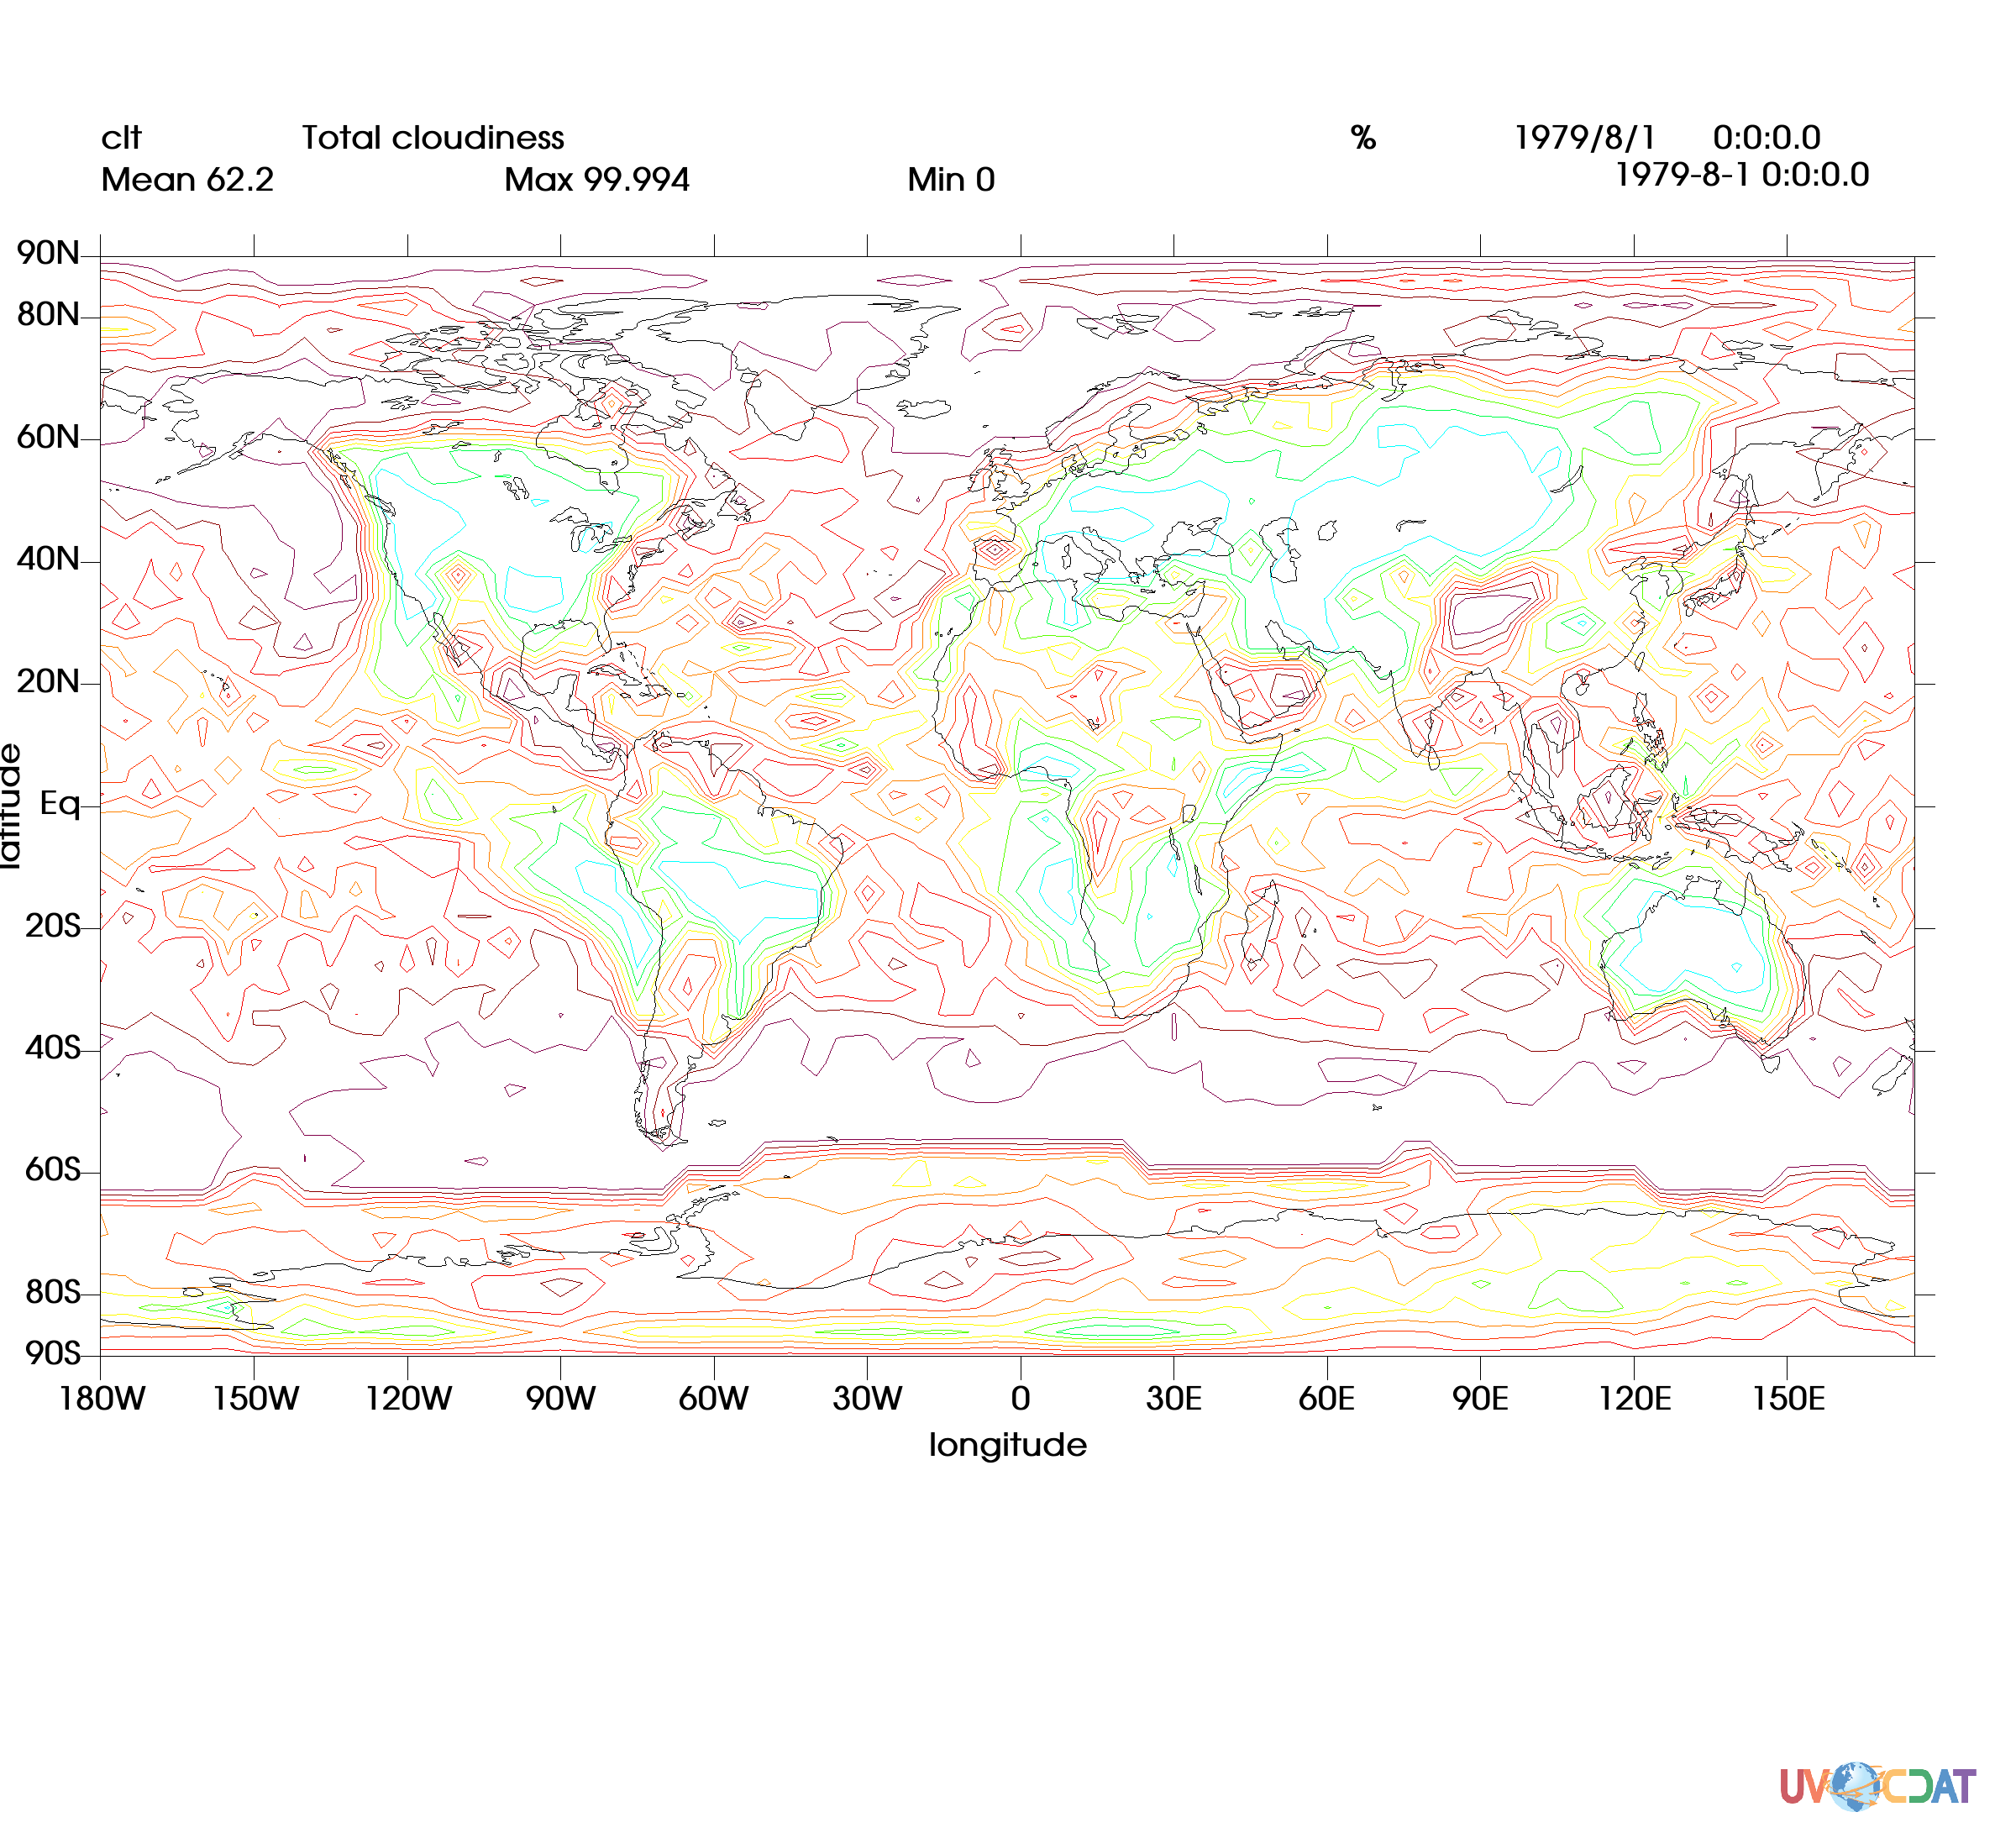 clt Total cloudiness % 1979/8/1 0:0:0.0
Mean 62.2 Max 99.994 Min 0 1979-8-1 0:0:0.0
90N
80N
60N
40N
20N
Eq
20S
40S
60S
80S
90S
latitude
180W 150W 120W 90W 60W 30W 0 30E 60E 90E 120E 150E
longitude
UVCDAT